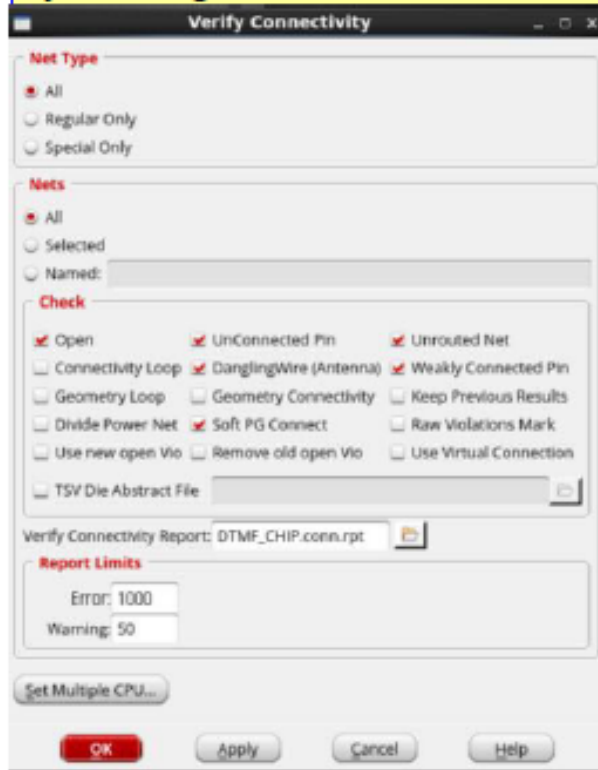 Verify Connectivity
Net Type
All
Regular Only
Special Only
Nets
All
Selected
Named:
Check
Open UnConnected Pin Unrouted Net
Connectivity Loop DanglingWire (Antenna) Weakly Connected Pin
Geometry Loop Geometry Connectivity Keep Previous Results
Divide Power Net Soft PG Connect Raw Violations Mark
Use new open Vio Remove old open Vio Use Virtual Connection
TSV Die Abstract File
Verify Connectivity Report: DTMF_CHIP.conn.rpt
Report Limits
Error: 1000
Warning: 50
Set Multiple CPU...
OK Apply Cancel Help